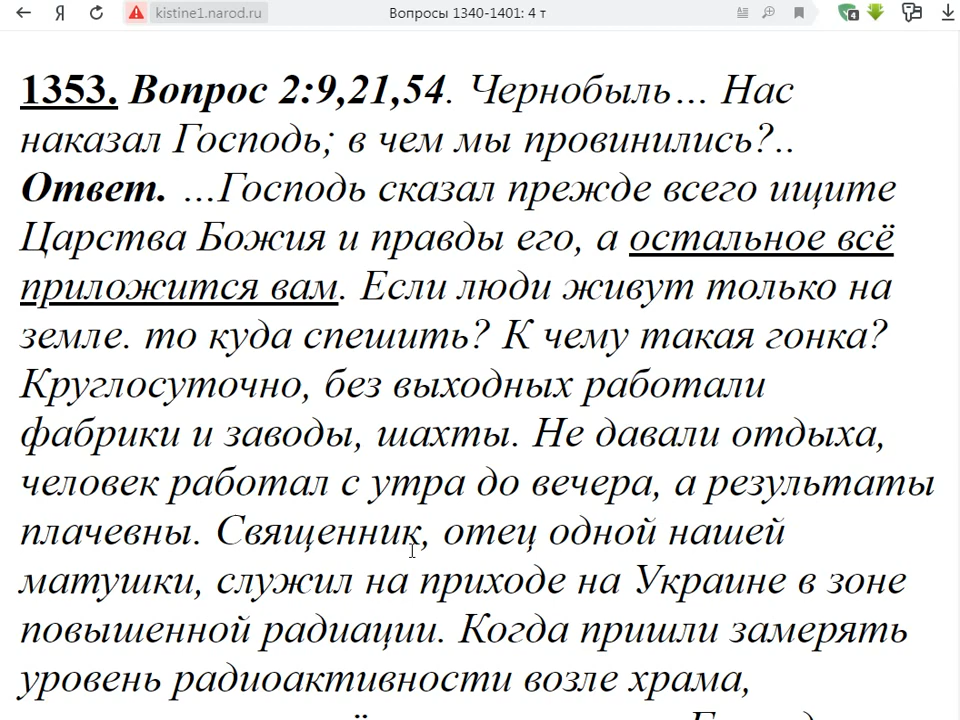 Я kistine1.narod.ru Вопросы 1340-1401: 4 т 4
1353. Вопрос 2:9,21,54. Чернобыль... Нас
наказал Господь; в чем мы провинились?..
Ответ. ...Господь сказал прежде всего ищите
Царства Божия и правды его, а остальное всё
приложится вам. Если люди живут только на
земле. то куда спешить? К чему такая гонка?
Круглосуточно, без выходных работали
фабрики и заводы, шахты. Не давали отдыха,
человек работал с утра до вечера, а результаты
плачевны. Священник, отец одной нашей
матушки, служил на приходе на Украине в зоне
повышенной радиации. Когда пришли замерять
уровень радиоактивности возле храма,